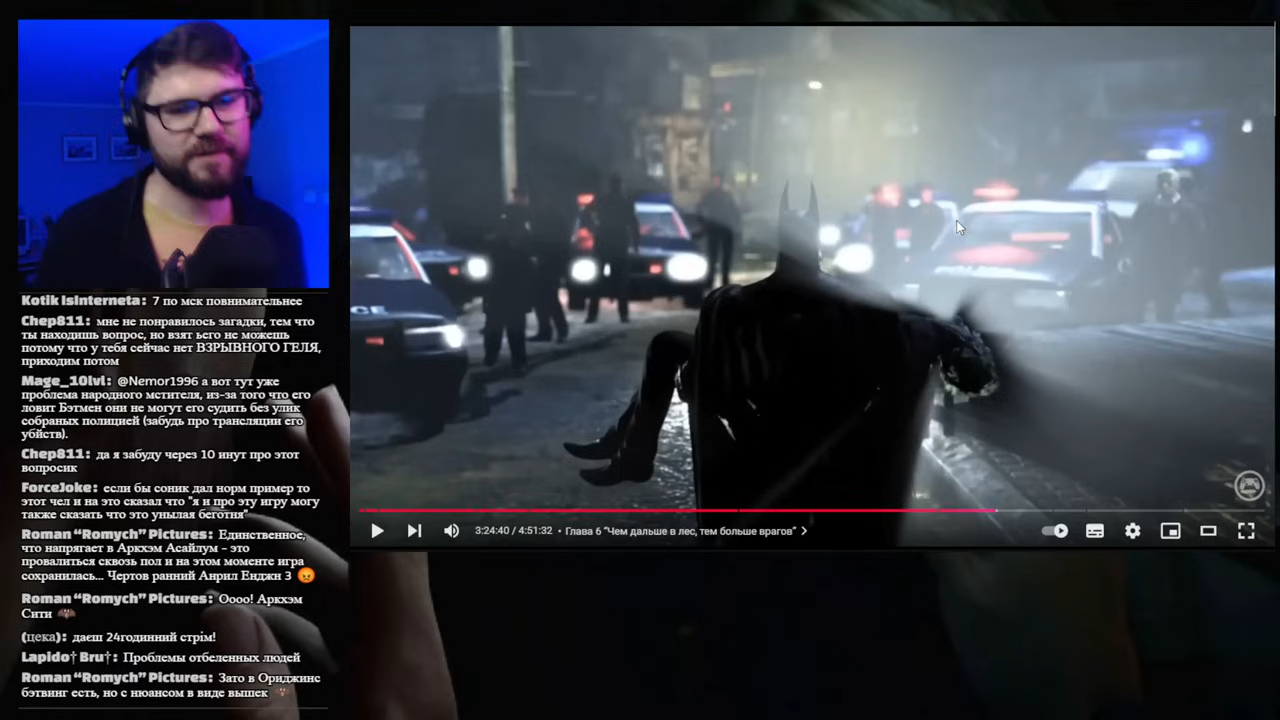 Kotik IsInterneta: 7 по мск повнимательнее
Chep811: мне не понравилось загадки, тем что
ты находишь вопрос, но взят ьего не можешь
потому что у тебя сейчас нет ВЗРЫВНОГО ГЕЛЯ,
приходим потом
Mage_10lvl: @Nemor1996 а вот тут уже
проблема народного мстителя, из-за того что его
ловит Бэтмен они не могут его судить без улик
собраных полицией (забудь про трансляции его
убийств).
Chep811: да я забуду через 10 инут про этот
вопросик
ForceJoke: если бы соник дал норм пример то
этот чел и на это сказал что "я и про эту игру могу
также сказать что это унылая беготня"
Roman “Romych” Pictures: Единственное,
что напрягает в Аркхэм Асайлум – это
провалиться сквозь пол и на этом моменте игра
сохранилась... Чертов ранний Анрил Енджн 3 😡
Roman “Romych” Pictures: Оооо! Аркхэм
Сити 🦇
(цека): даєш 24годинний стрім!
Lapido† Bru†: Проблемы отбеленных людей
Roman “Romych” Pictures: Зато в Ориджинс
бэтвинг есть, но с нюансом в виде вышек
3:24:40 / 4:51:32 • Глава 6 "Чем дальше в лес, тем больше врагов" >